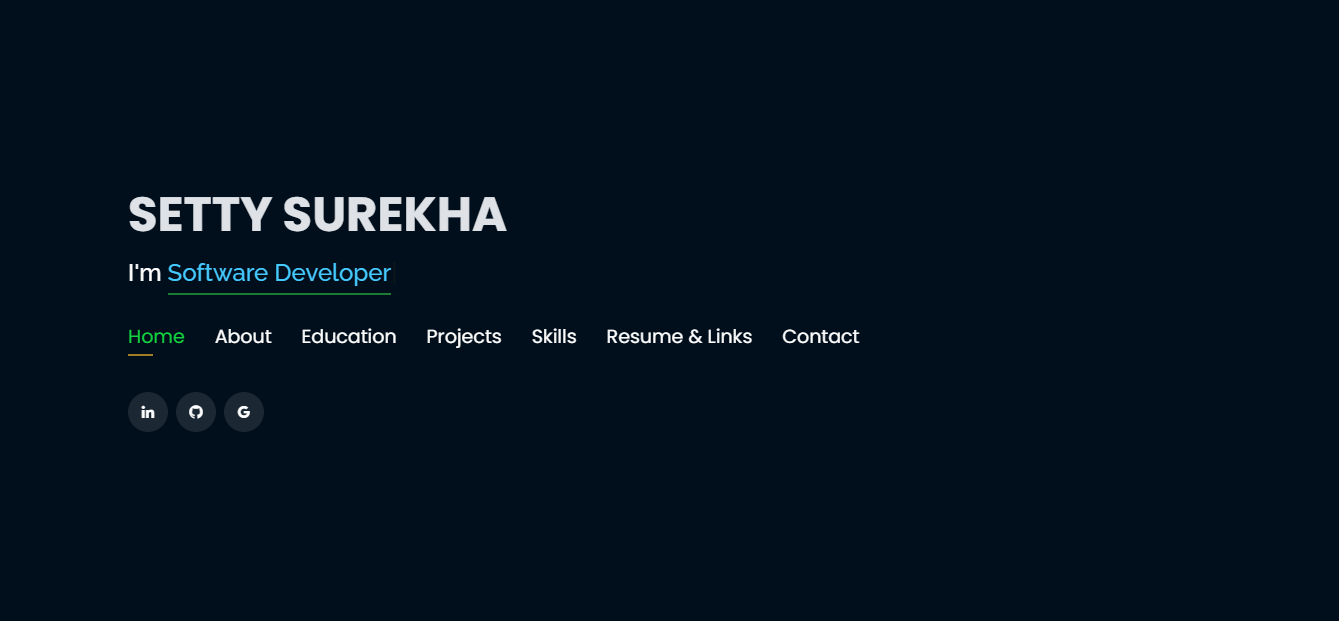 SETTY SUREKHA
I'm Software Developer
Home About Education Projects Skills Resume & Links Contact
in G